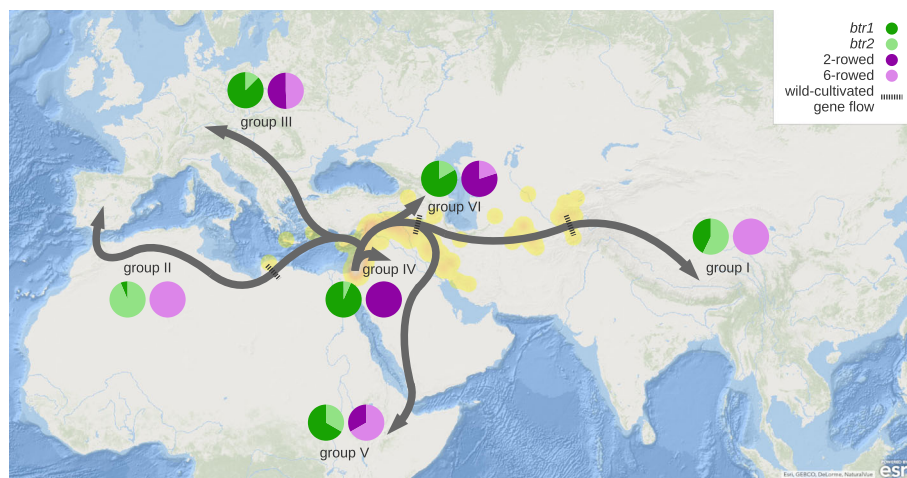 btr1
btr2
2-rowed
6-rowed
wild-cultivated
gene flow
group III
group VI
group II
group IV
group I
group V
Esri, GEBCO, DeLorme, NaturalVue
esri